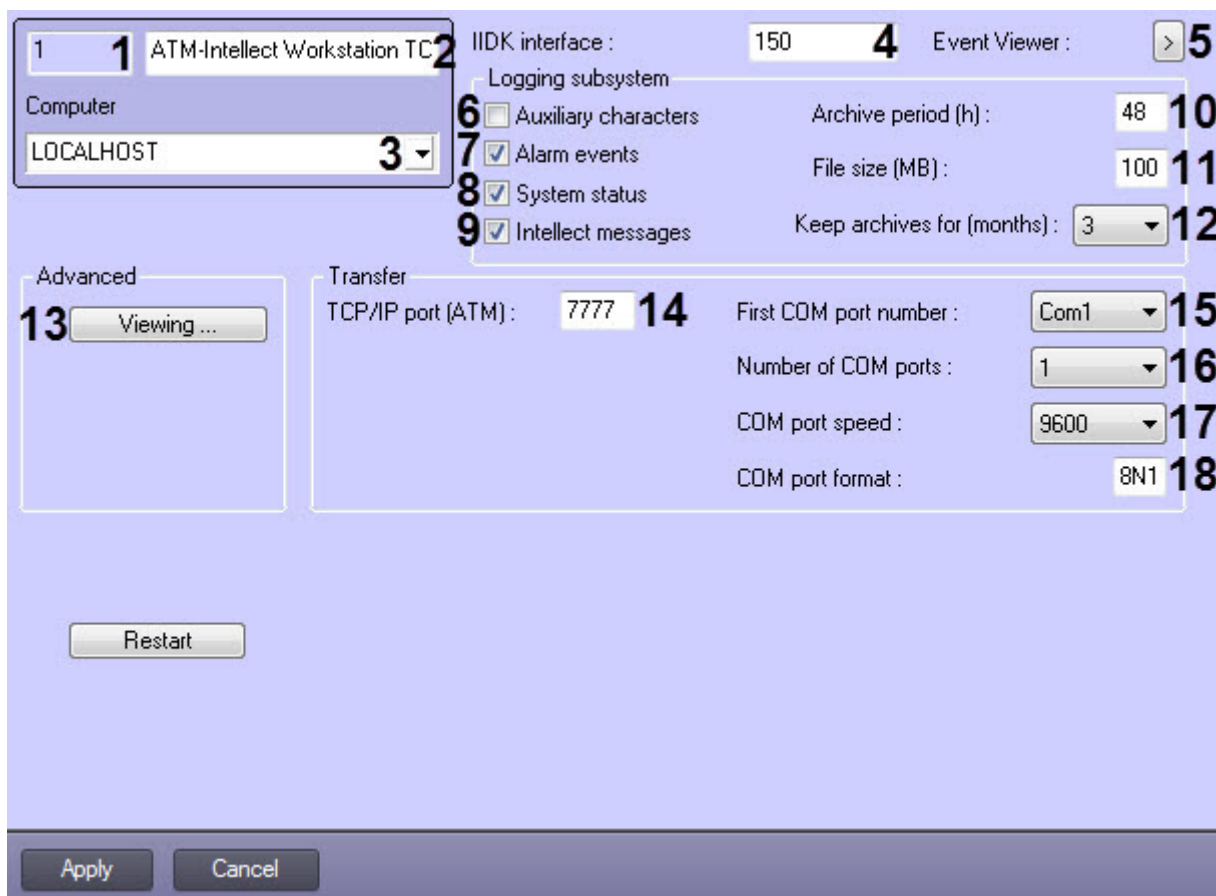 1 1 ATM-Intellect Workstation TC 2 IIDK interface : 150 4 Event Viewer : > 5
Logging subsystem
Computer 6 Auxiliary characters Archive period (h) : 48 10
LOCALHOST 3 7 Alarm events File size (MB) : 100 11
8 System status
9 Intellect messages Keep archives for (months) : 3 12
Advanced Transfer
13 Viewing ... TCP/IP port (ATM) : 7777 14 First COM port number : Com1 15
Number of COM ports : 1 16
COM port speed : 9600 17
COM port format : 8N1 18
Restart
Apply Cancel